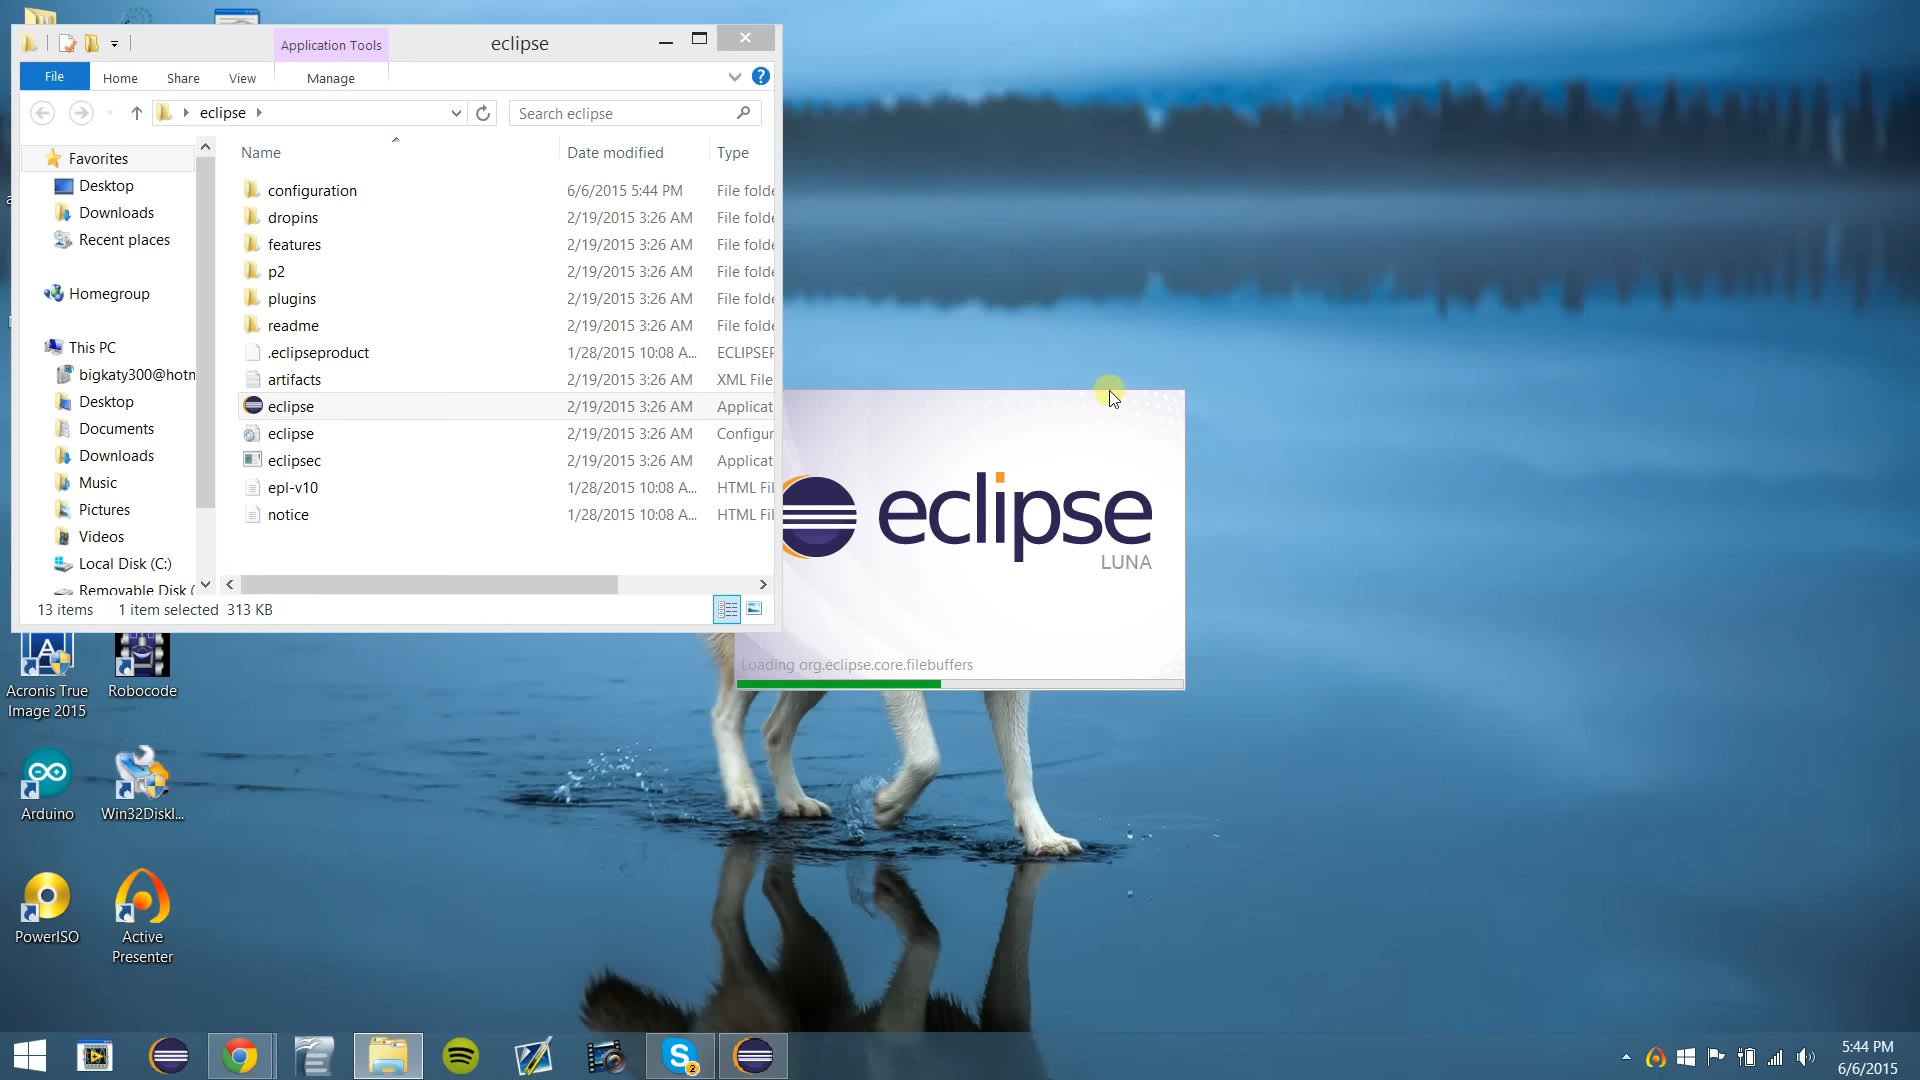 Application Tools
eclipse
File
Home
Share
View
Manage
eclipse
Search eclipse
Name
Date modified
Type
Favorites
Desktop
Downloads
Recent places
Homegroup
This PC
bigkaty300@hotn
Desktop
Documents
Downloads
Music
Pictures
Videos
Local Disk (C:)
Removable Disk (
configuration 6/6/2015 5:44 PM File folde
dropins 2/19/2015 3:26 AM File folde
features 2/19/2015 3:26 AM File folde
p2 2/19/2015 3:26 AM File folde
plugins 2/19/2015 3:26 AM File folde
readme 2/19/2015 3:26 AM File folde
.eclipseproduct 1/28/2015 10:08 A... ECLIPSEP
artifacts 2/19/2015 3:26 AM XML File
eclipse 2/19/2015 3:26 AM Applicat
eclipse 2/19/2015 3:26 AM Configur
eclipsec 2/19/2015 3:26 AM Applicat
epl-v10 1/28/2015 10:08 A... HTML Fil
notice 1/28/2015 10:08 A... HTML Fil
13 items 1 item selected 313 KB
eclipse
LUNA
Loading org.eclipse.core.filebuffers
Acronis True
Image 2015
Robocode
Arduino
Win32DiskI...
PowerISO
Active
Presenter
2
5:44 PM
6/6/2015